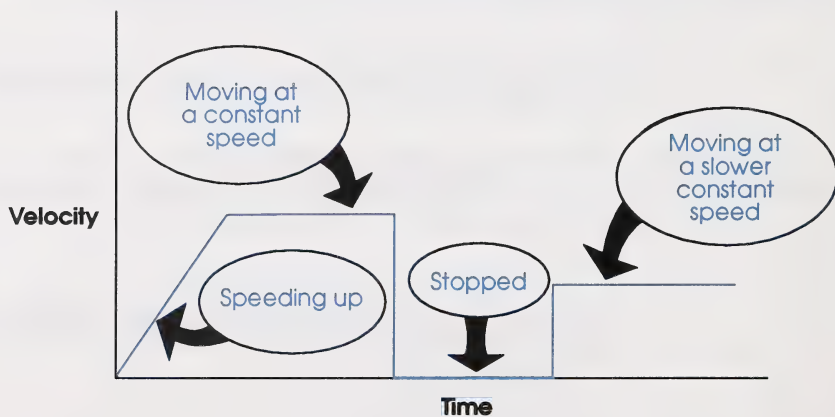 Moving at
a constant
speed
Moving at
a slower
constant
speed
Velocity
Speeding up
Stopped
Time